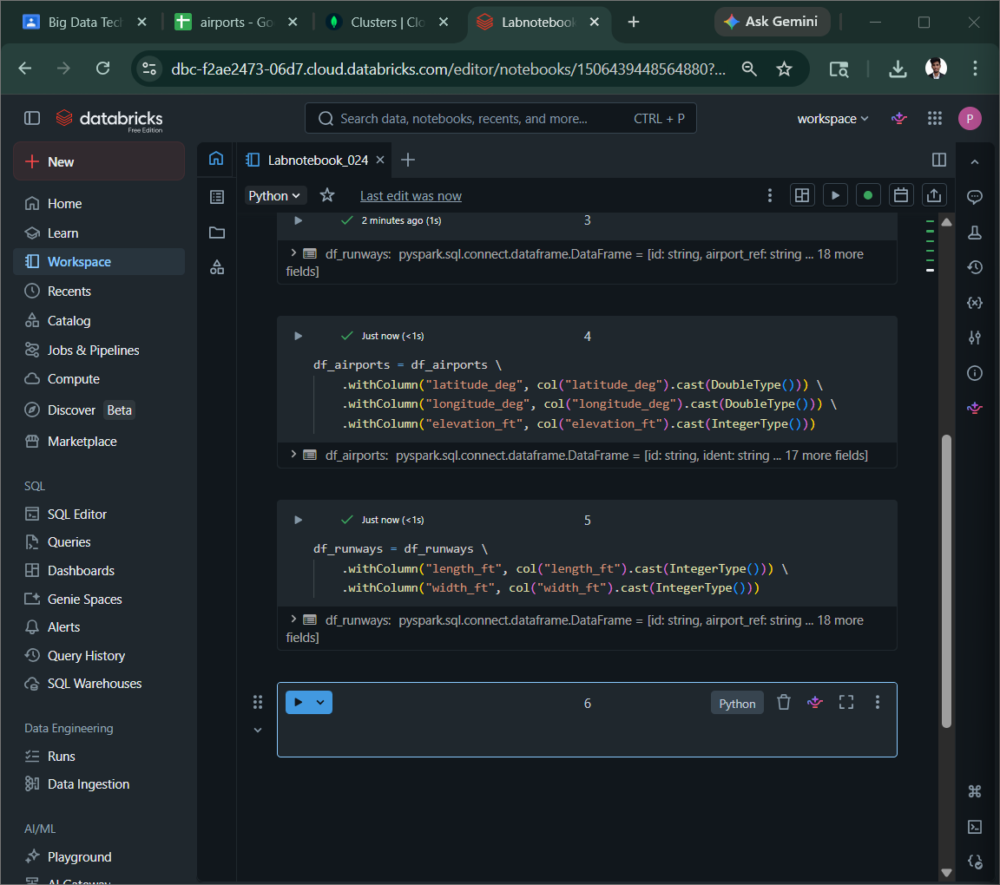 Big Data Tech
airports - Go
Clusters | Clo
Labnotebook
Ask Gemini
dbc-f2ae2473-06d7.cloud.databricks.com/editor/notebooks/1506439448564880?...
databricks
Free Edition
Search data, notebooks, recents, and more...
CTRL + P
workspace
P
New
Home
Learn
Workspace
Recents
Catalog
Jobs & Pipelines
Compute
Discover
Beta
Marketplace
SQL
SQL Editor
Queries
Dashboards
Genie Spaces
Alerts
Query History
SQL Warehouses
Data Engineering
Runs
Data Ingestion
AI/ML
Playground
AI Gateway
Labnotebook_024
Python
Last edit was now
2 minutes ago (1s)
3
df_runways: pyspark.sql.connect.dataframe.DataFrame = [id: string, airport_ref: string ... 18 more
fields]
Just now (<1s)
4
df_airports = df_airports \
.withColumn("latitude_deg", col("latitude_deg").cast(DoubleType())) \
.withColumn("longitude_deg", col("longitude_deg").cast(DoubleType())) \
.withColumn("elevation_ft", col("elevation_ft").cast(IntegerType()))
df_airports: pyspark.sql.connect.dataframe.DataFrame = [id: string, ident: string ... 17 more fields]
Just now (<1s)
5
df_runways = df_runways \
.withColumn("length_ft", col("length_ft").cast(IntegerType())) \
.withColumn("width_ft", col("width_ft").cast(IntegerType()))
df_runways: pyspark.sql.connect.dataframe.DataFrame = [id: string, airport_ref: string ... 18 more
fields]
6
Python